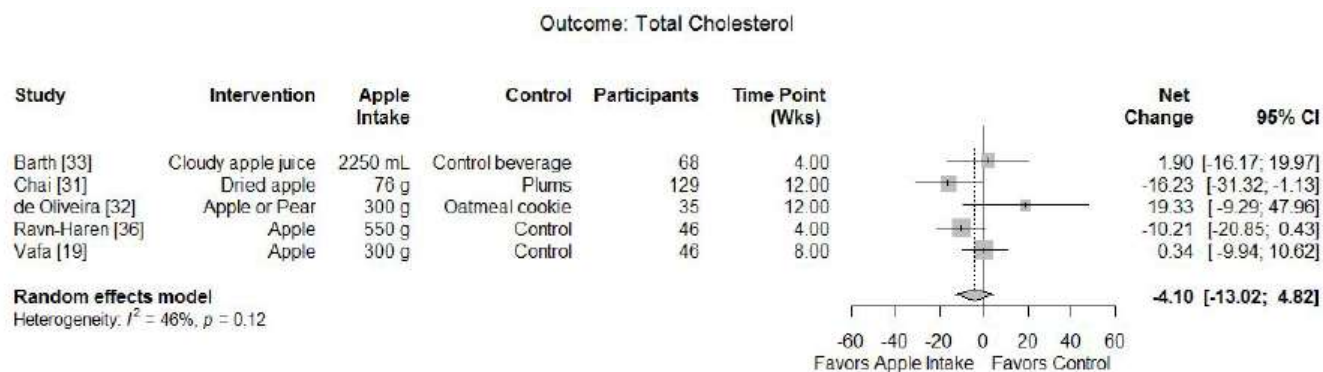 Outcome: Total Cholesterol
Study Intervention Apple Intake Control Participants Time Point (Wks) Net Change 95% CI
Barth [33] Cloudy apple juice 2250 mL Control beverage 68 4.00 1.90 [-16.17; 19.97]
Chai [31] Dried apple 76 g Plums 129 12.00 -16.23 [-31.32; -1.13]
de Oliveira [32] Apple or Pear 300 g Oatmeal cookie 35 12.00 19.33 [-9.29; 47.96]
Ravn-Haren [36] Apple 550 g Control 46 4.00 -10.21 [-20.85; 0.43]
Vafa [19] Apple 300 g Control 46 8.00 0.34 [-9.94; 10.62]
Random effects model -4.10 [-13.02; 4.82]
Heterogeneity: I² = 46%, p = 0.12
-60 -40 -20 0 20 40 60
Favors Apple Intake Favors Control